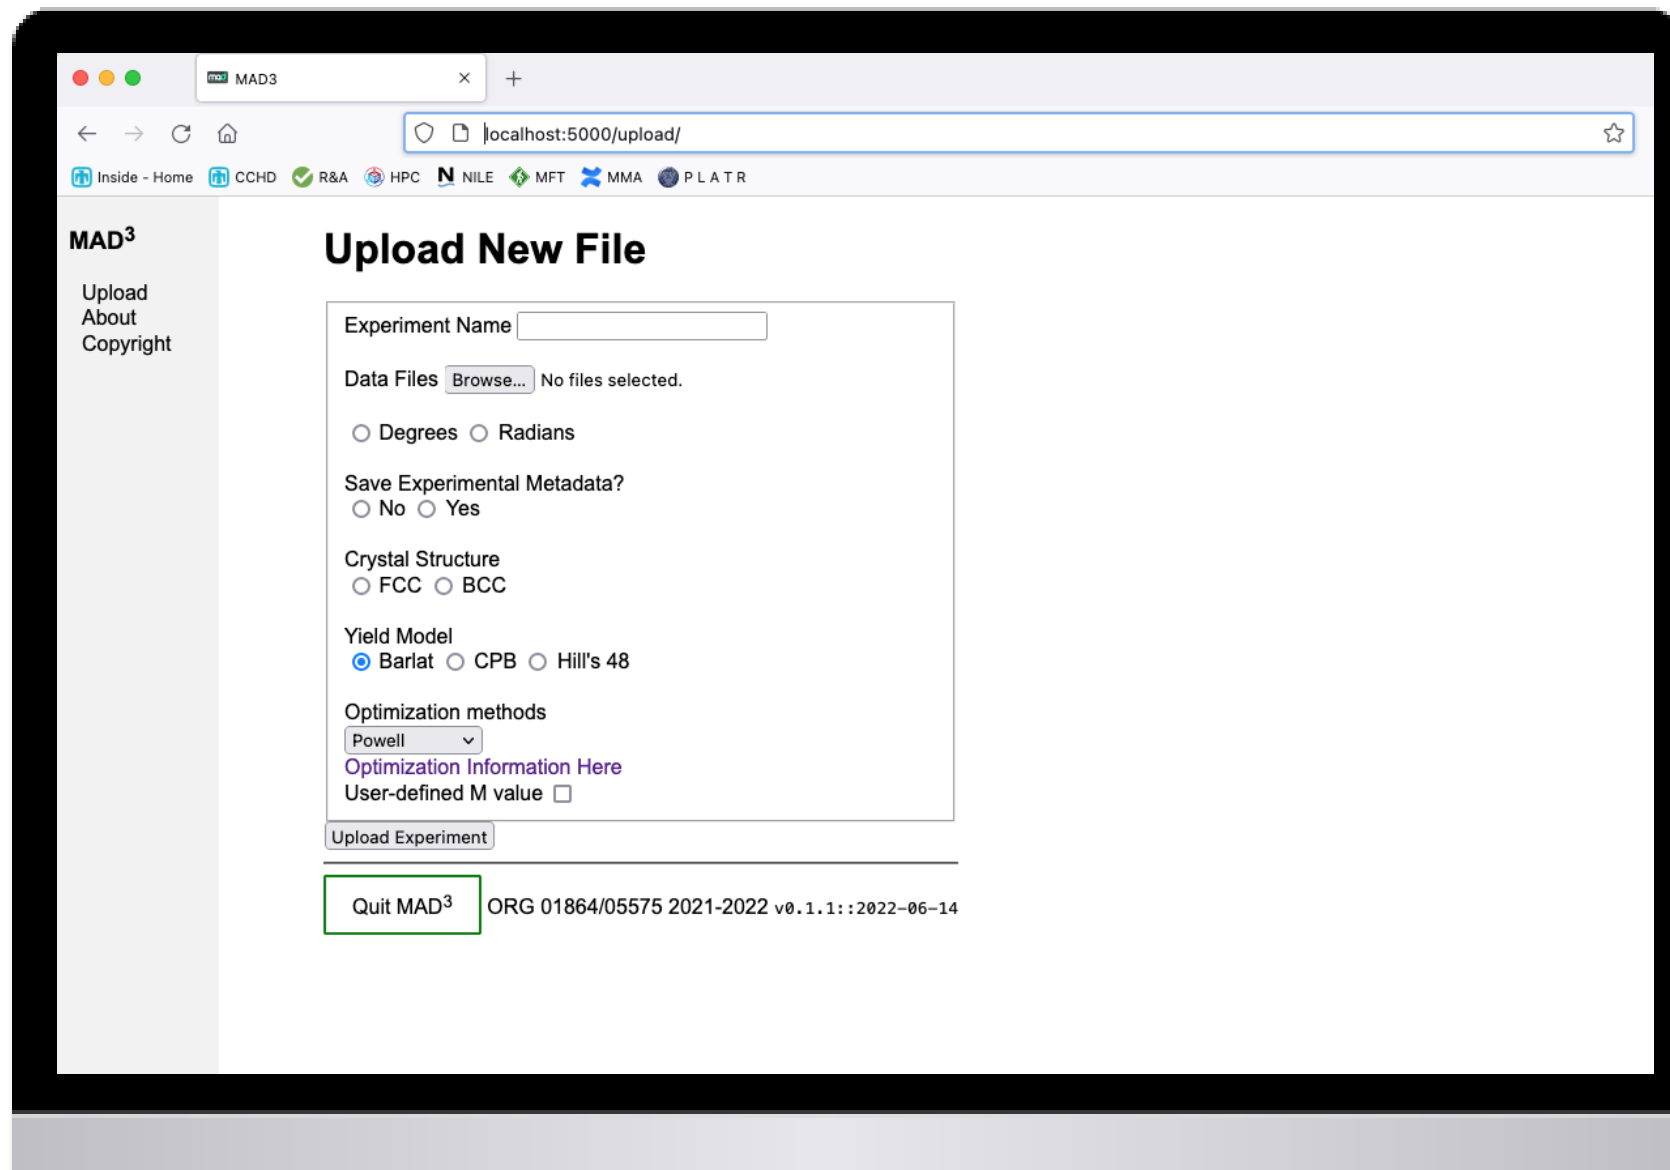 mad MAD3
localhost:5000/upload/
Inside - Home CCHD R&A HPC N NILE MFT MMA P L A T R
MAD³
Upload
About
Copyright
Upload New File
Experiment Name
Data Files Browse... No files selected.
Degrees Radians
Save Experimental Metadata?
No Yes
Crystal Structure
FCC BCC
Yield Model
Barlat CPB Hill's 48
Optimization methods
Powell
Optimization Information Here
User-defined M value
Upload Experiment
Quit MAD³ ORG 01864/05575 2021-2022 v0.1.1::2022-06-14